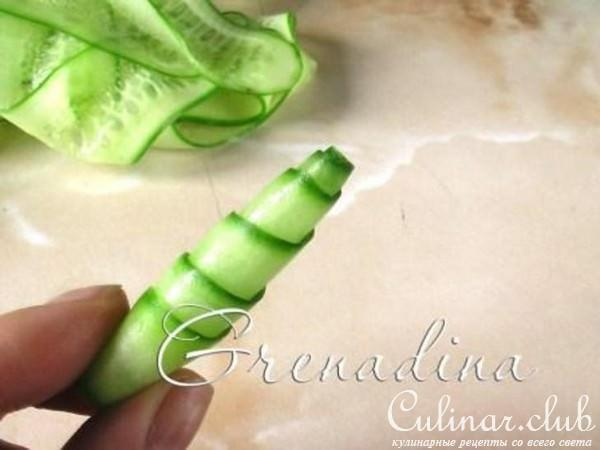 Grenadina
Culinar.club
кулинарные рецепты со всего света